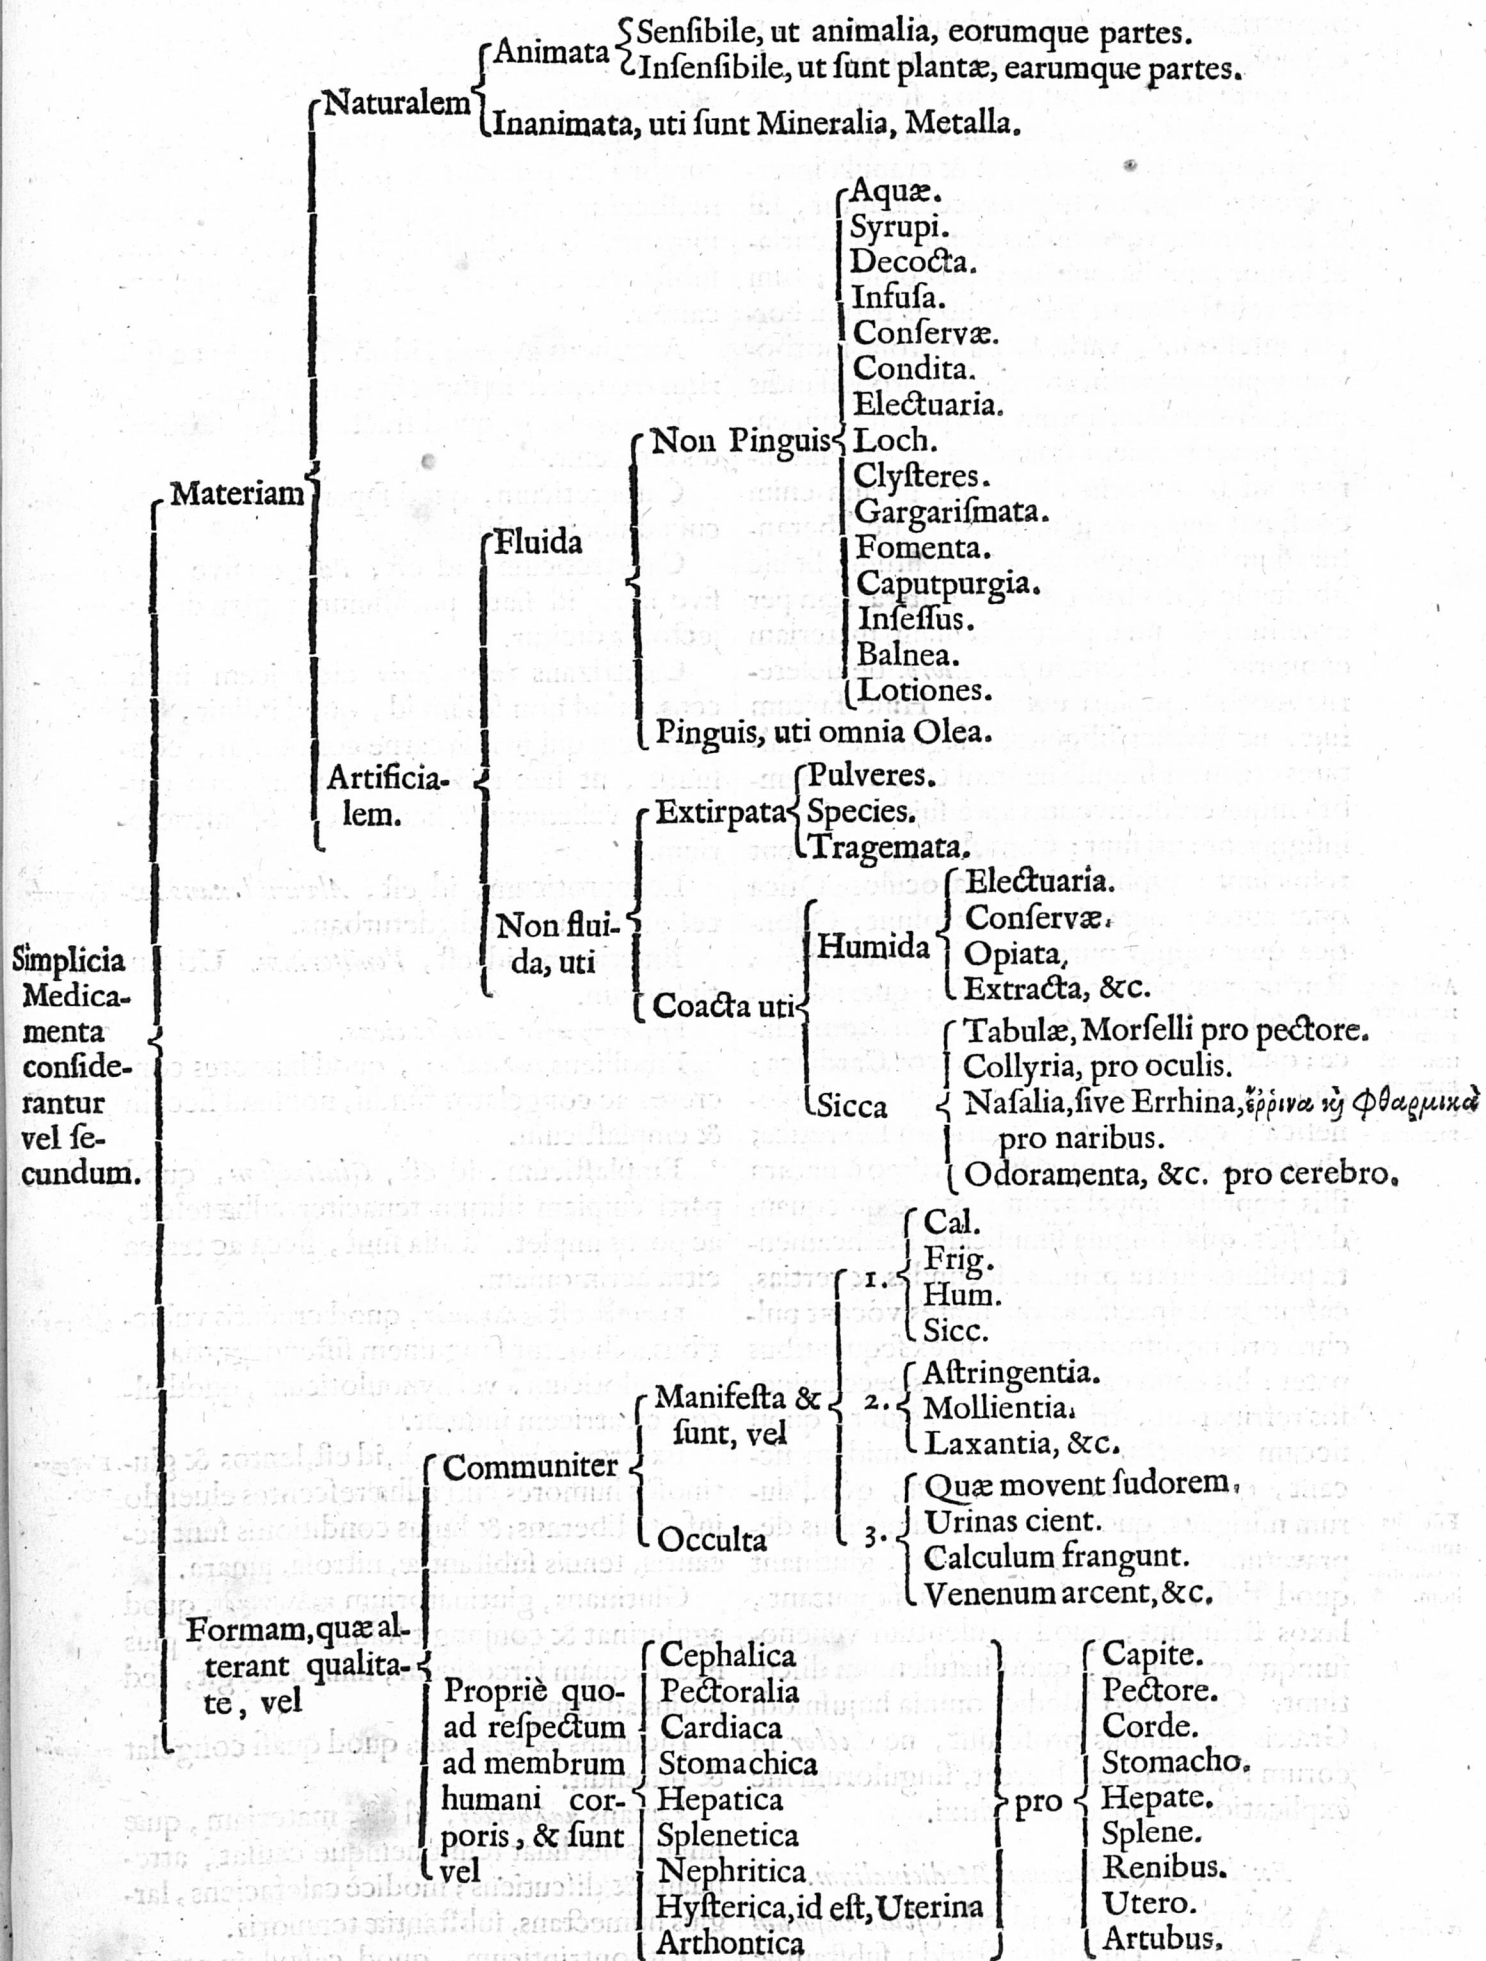 Senſibile, ut animalia, eorumque partes.
Animata
Inſenſibile, ut ſunt plantæ, earumque partes.
Naturalem
Inanimata, uti ſunt Mineralia, Metalla.
Aquæ.
Syrupi.
Decocta.
Infuſa.
Conſervæ.
Condita.
Electuaria.
Non Pinguis
Loch.
Clyſteres.
Gargariſmata.
Fomenta.
Caputpurgia.
Inſeſſus.
Balnea.
Lotiones.
Materiam
Fluida
Pinguis, uti omnia Olea.
Artificia-
lem.
Pulveres.
Extirpata
Species.
Tragemata.
Non flui-
da, uti
Electuaria.
Conſervæ.
Humida
Opiata,
Extracta, &c.
Coacta uti
Tabulæ, Morſelli pro pectore.
Collyria, pro oculis.
Sicca
Naſalia, ſive Errhina, ἔῤῥινα κὶ φθαρμικὰ
pro naribus.
Odoramenta, &c. pro cerebro.
Simplicia
Medica-
menta
conſide-
rantur
vel ſe-
cundum.
Cal.
1.
Frig.
Hum.
Sicc.
Manifeſta &
ſunt, vel
Aſtringentia.
2.
Mollientia.
Laxantia, &c.
Communiter
Quæ movent ſudorem,
Occulta
3.
Urinas cient.
Calculum frangunt.
Venenum arcent, &c.
Formam, quæ al-
terant qualita-
te, vel
Propriè quo-
ad reſpectum
ad membrum
humani cor-
poris, & ſunt
vel
Cephalica
Pectoralia
Cardiaca
Stomachica
Hepatica
Splenetica
Nephritica
Hyſterica, id eſt, Uterina
Arthontica
pro
Capite.
Pectore.
Corde.
Stomacho.
Hepate.
Splene.
Renibus.
Utero.
Artubus.